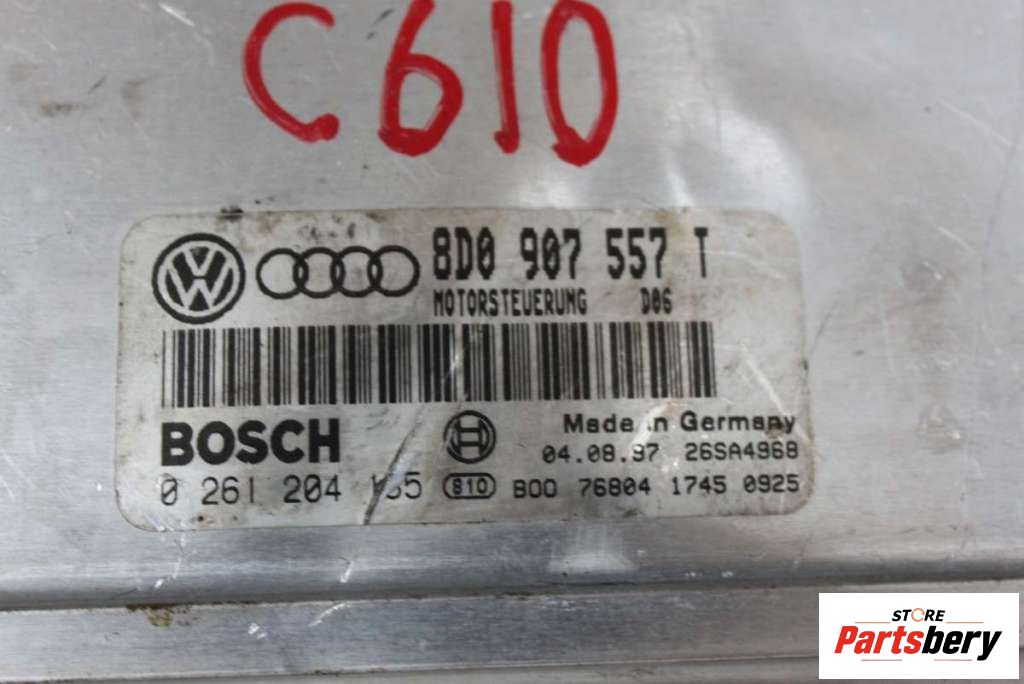 C610
8D0 907 557 T
MOTORSTEUERUNG D06
BOSCH
Made in Germany
04.08.97 26SA4968
0 261 204 810 B00 76804 1745 0925
STORE
Partsbery